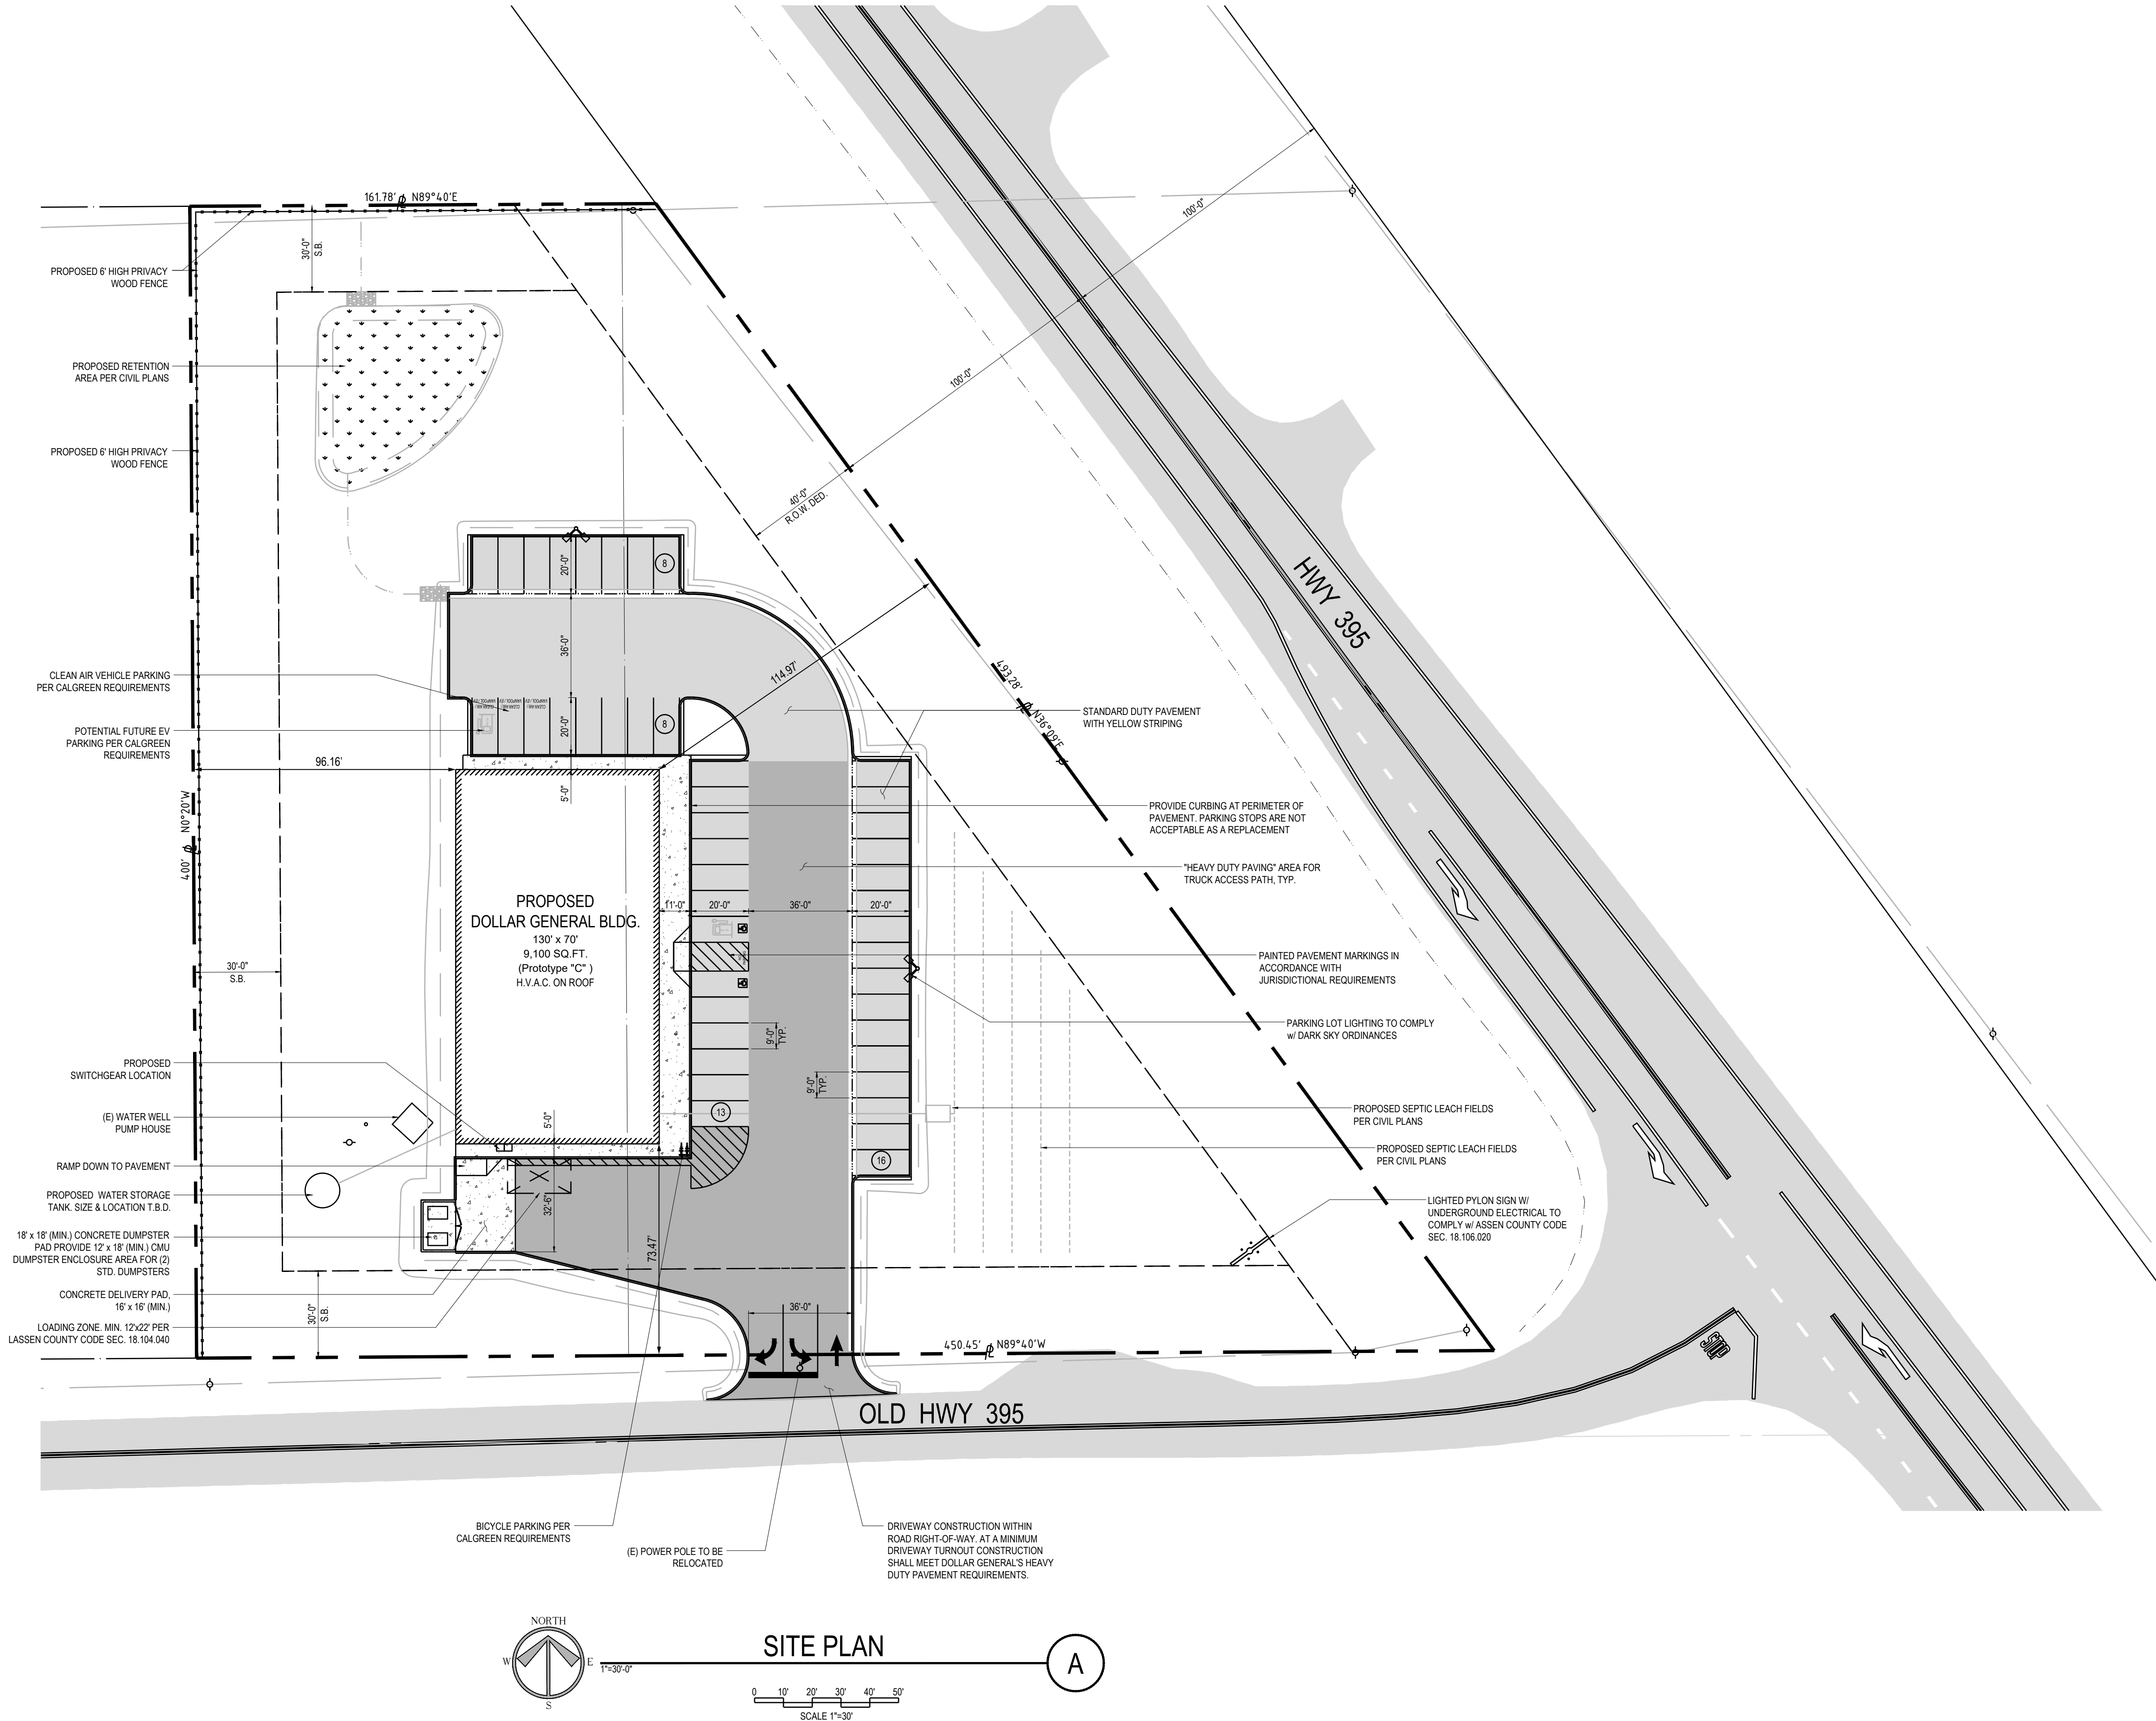 161.78' PL N89°40'E
30'-0"
S.B.
100'-0"
100'-0"
PROPOSED 6' HIGH PRIVACY
WOOD FENCE
PROPOSED RETENTION
AREA PER CIVIL PLANS
PROPOSED 6' HIGH PRIVACY
WOOD FENCE
40'-0"
R.O.W. DED.
HWY 395
8
20'-0"
36'-0"
114.97'
493.28' PL N36°09'E
CLEAN AIR VEHICLE PARKING
PER CALGREEN REQUIREMENTS
POTENTIAL FUTURE EV
PARKING PER CALGREEN
REQUIREMENTS
20'-0"
8
STANDARD DUTY PAVEMENT
WITH YELLOW STRIPING
96.16'
5'-0"
400' PL N0°20'W
PROVIDE CURBING AT PERIMETER OF
PAVEMENT. PARKING STOPS ARE NOT
ACCEPTABLE AS A REPLACEMENT
"HEAVY DUTY PAVING" AREA FOR
TRUCK ACCESS PATH, TYP.
PROPOSED
DOLLAR GENERAL BLDG.
130' x 70'
9,100 SQ.FT.
(Prototype "C" )
H.V.A.C. ON ROOF
11'-0"
20'-0"
36'-0"
20'-0"
30'-0"
S.B.
PAINTED PAVEMENT MARKINGS IN
ACCORDANCE WITH
JURISDICTIONAL REQUIREMENTS
9'-0"
TYP.
PARKING LOT LIGHTING TO COMPLY
w/ DARK SKY ORDINANCES
PROPOSED
SWITCHGEAR LOCATION
9'-0"
TYP.
(E) WATER WELL
PUMP HOUSE
5'-0"
13
PROPOSED SEPTIC LEACH FIELDS
PER CIVIL PLANS
PROPOSED SEPTIC LEACH FIELDS
PER CIVIL PLANS
16
RAMP DOWN TO PAVEMENT
PROPOSED WATER STORAGE
TANK. SIZE & LOCATION T.B.D.
32'-6"
LIGHTED PYLON SIGN W/
UNDERGROUND ELECTRICAL TO
COMPLY w/ ASSEN COUNTY CODE
SEC. 18.106.020
18' x 18' (MIN.) CONCRETE DUMPSTER
PAD PROVIDE 12' x 18' (MIN.) CMU
DUMPSTER ENCLOSURE AREA FOR (2)
STD. DUMPSTERS
73.47'
CONCRETE DELIVERY PAD,
16' x 16' (MIN.)
30'-0"
S.B.
36'-0"
LOADING ZONE. MIN. 12'x22' PER
LASSEN COUNTY CODE SEC. 18.104.040
450.45' PL N89°40'W
STOP
OLD HWY 395
BICYCLE PARKING PER
CALGREEN REQUIREMENTS
(E) POWER POLE TO BE
RELOCATED
DRIVEWAY CONSTRUCTION WITHIN
ROAD RIGHT-OF-WAY. AT A MINIMUM
DRIVEWAY TURNOUT CONSTRUCTION
SHALL MEET DOLLAR GENERAL'S HEAVY
DUTY PAVEMENT REQUIREMENTS.
NORTH
W
E
S
SITE PLAN
1"=30'-0"
A
0 10' 20' 30' 40' 50'
SCALE 1"=30'